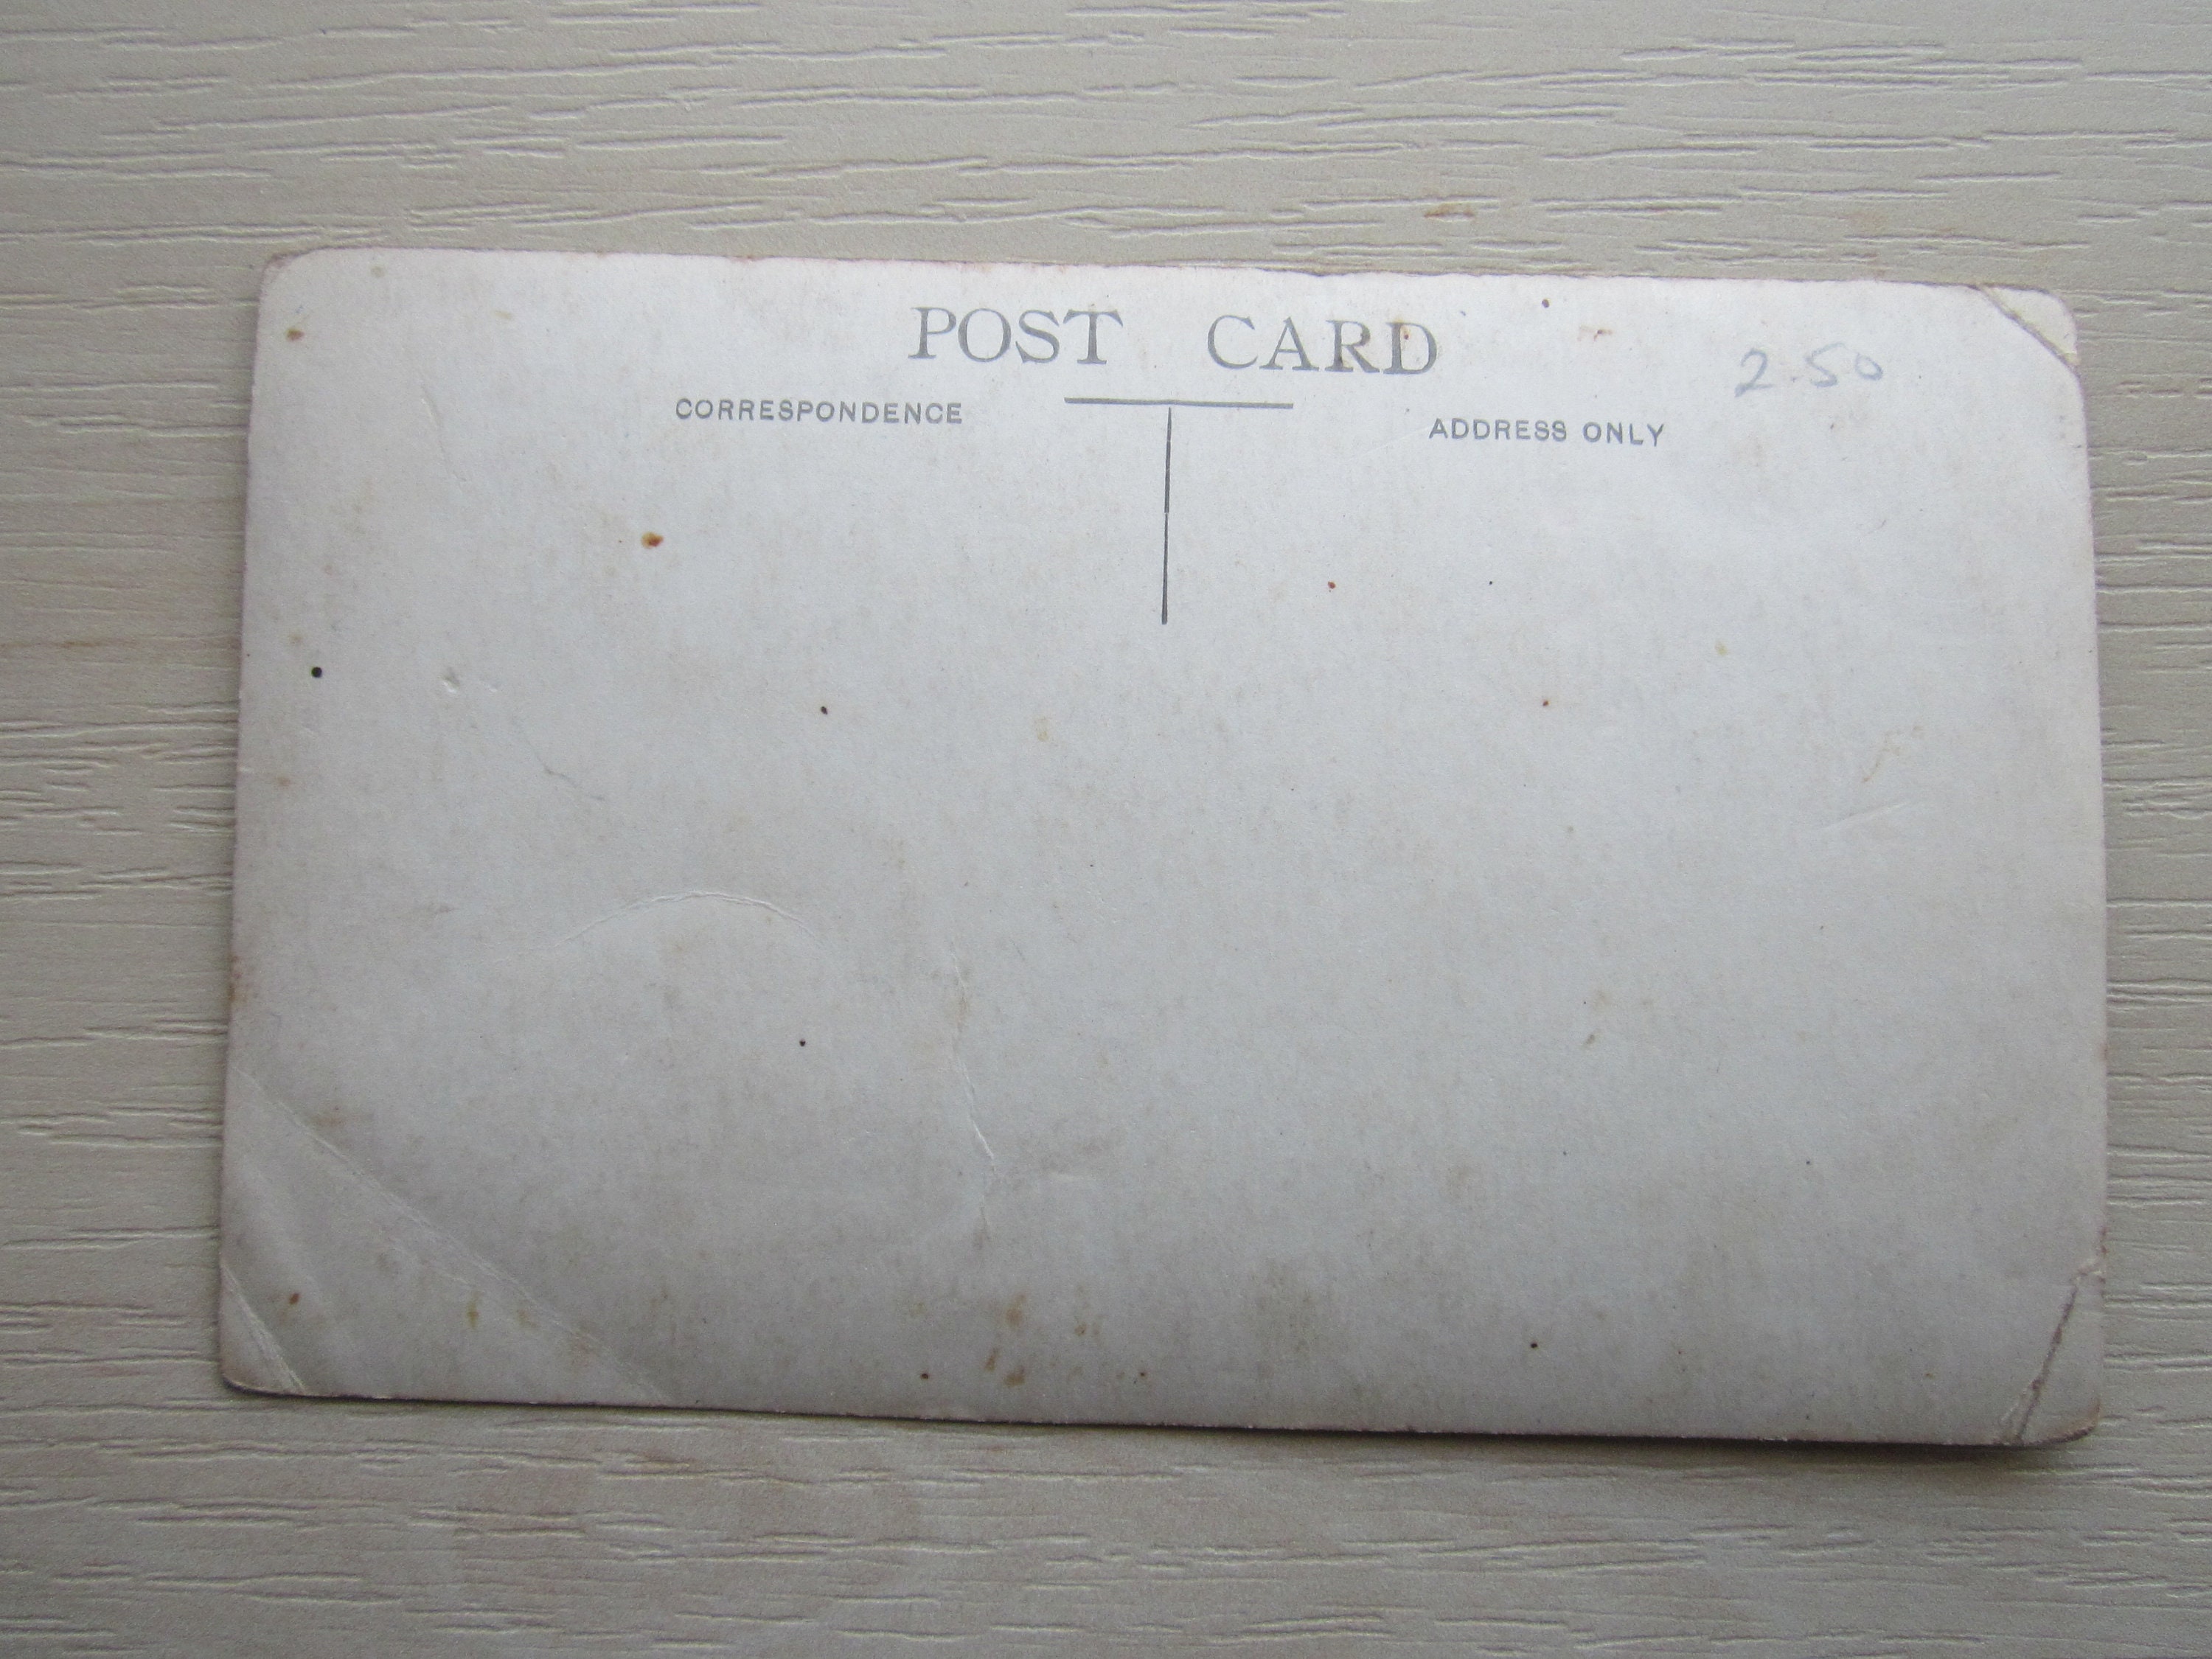 POST CARD
2.50
CORRESPONDENCE
ADDRESS ONLY